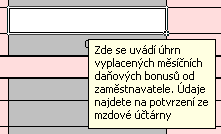 Zde se uvádí úhrn
vyplacených měsíčních
daňových bonusů od
zaměstnavatele. Údaje
najdete na potvrzení ze
mzdové účtárny